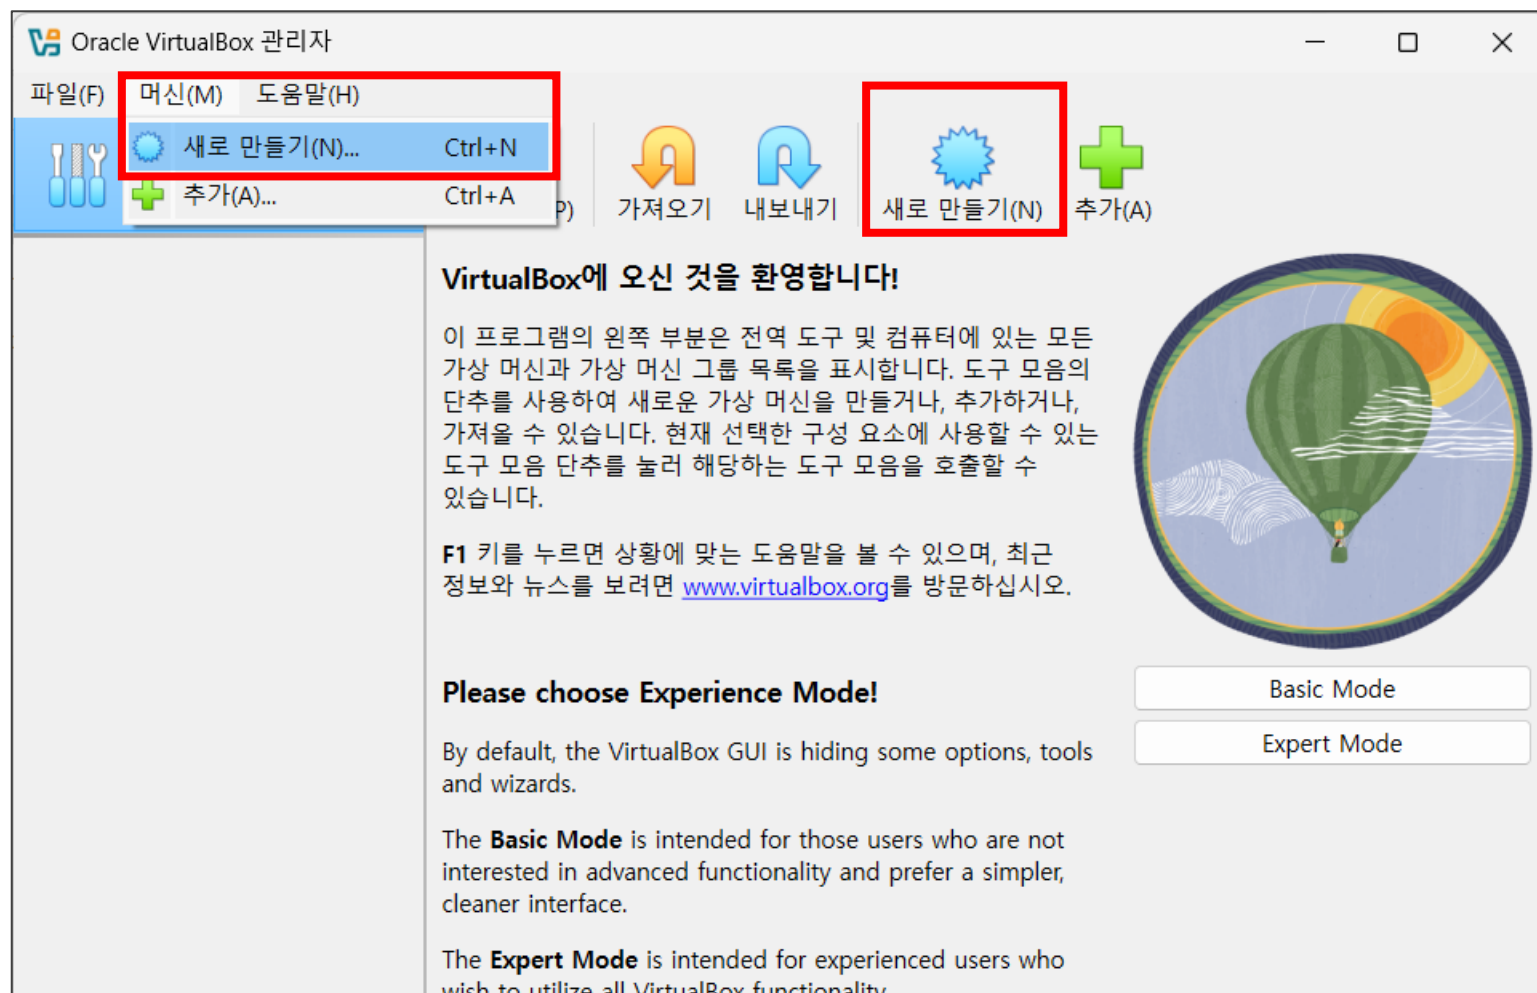 Oracle VirtualBox 관리자
파일(F) 머신(M) 도움말(H)
새로 만들기(N)... Ctrl+N
추가(A)... Ctrl+A
P) 가져오기 내보내기 새로 만들기(N) 추가(A)
VirtualBox에 오신 것을 환영합니다!
이 프로그램의 왼쪽 부분은 전역 도구 및 컴퓨터에 있는 모든
가상 머신과 가상 머신 그룹 목록을 표시합니다. 도구 모음의
단추를 사용하여 새로운 가상 머신을 만들거나, 추가하거나,
가져올 수 있습니다. 현재 선택한 구성 요소에 사용할 수 있는
도구 모음 단추를 눌러 해당하는 도구 모음을 호출할 수
있습니다.
F1 키를 누르면 상황에 맞는 도움말을 볼 수 있으며, 최근
정보와 뉴스를 보려면 www.virtualbox.org를 방문하십시오.
Please choose Experience Mode!
Basic Mode
Expert Mode
By default, the VirtualBox GUI is hiding some options, tools
and wizards.
The Basic Mode is intended for those users who are not
interested in advanced functionality and prefer a simpler,
cleaner interface.
The Expert Mode is intended for experienced users who
wish to utilize all VirtualBox functionality.